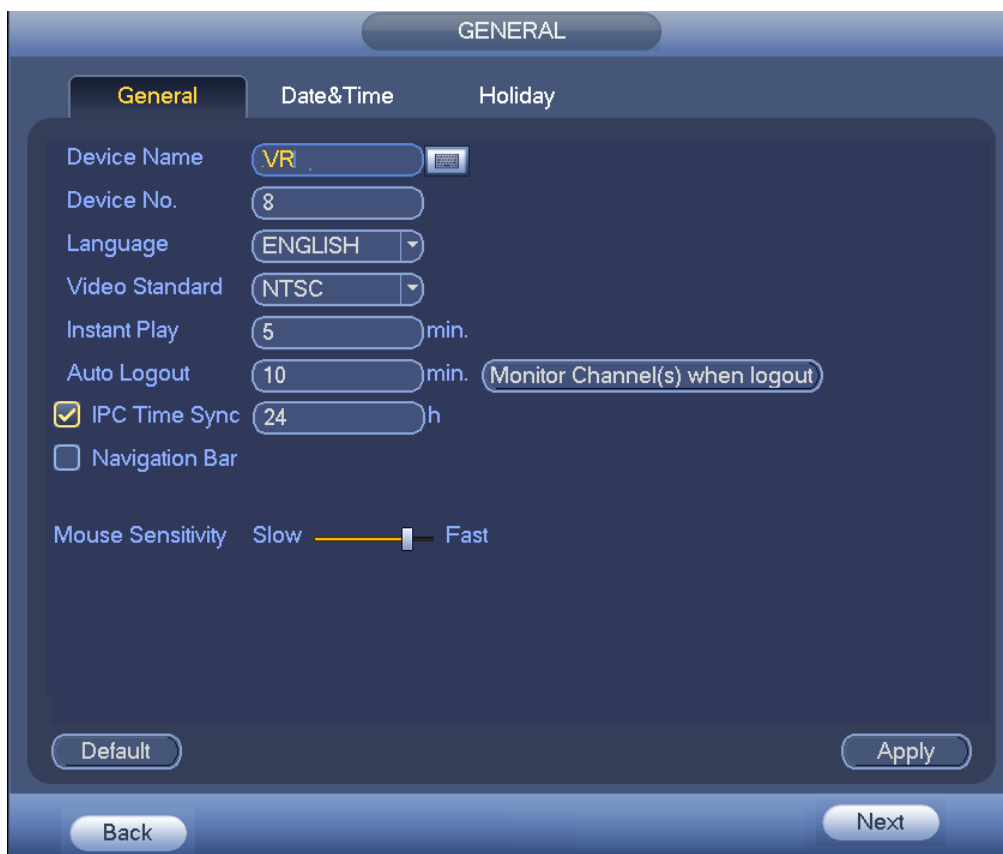 GENERAL
General Date&Time Holiday
Device Name VR
Device No. 8
Language ENGLISH
Video Standard NTSC
Instant Play 5 min.
Auto Logout 10 min. Monitor Channel(s) when logout
IPC Time Sync 24 h
Navigation Bar
Mouse Sensitivity Slow Fast
Default Apply
Back Next